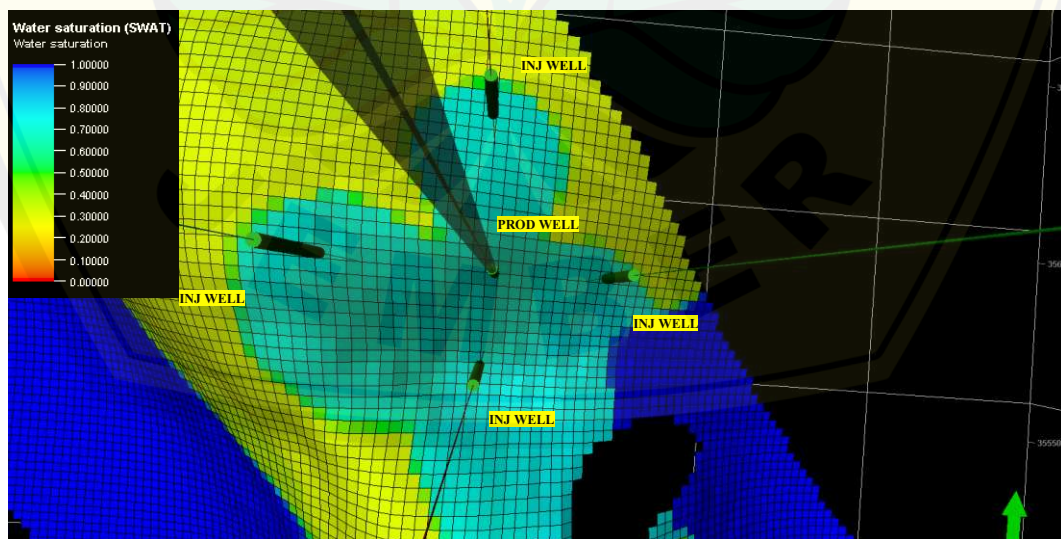 Water saturation (SWAT)
Water saturation
1.00000
0.90000
0.80000
0.70000
0.60000
0.50000
0.40000
0.30000
0.20000
0.10000
0.00000
INJ WELL
PROD WELL
INJ WELL
INJ WELL
INJ WELL
35550